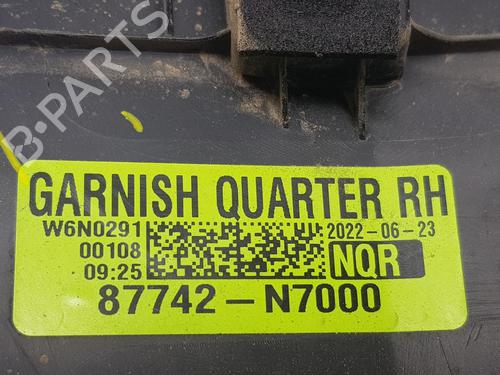 B-PARTS
GARNISH QUARTER RH
W6N0291 2022-06-23
00108
09:25 NQR
87742-N7000